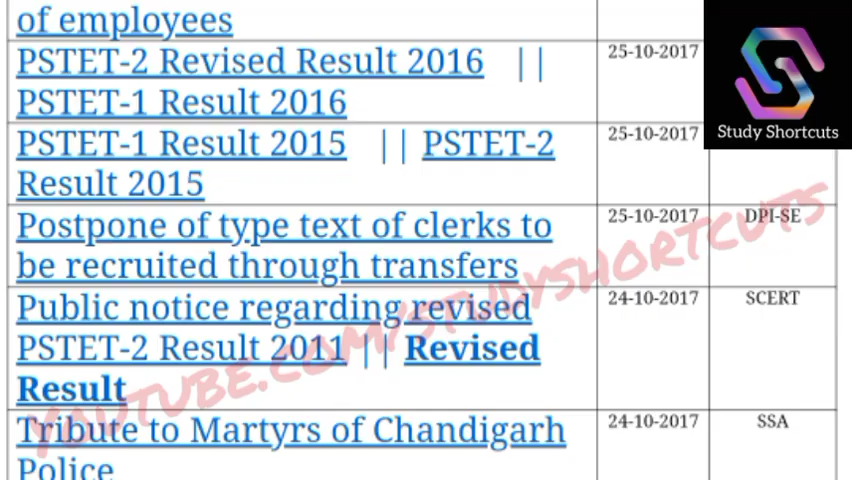 of employees
PSTET-2 Revised Result 2016 ||
PSTET-1 Result 2016
25-10-2017
PSTET-1 Result 2015 || PSTET-2
Result 2015
25-10-2017
Postpone of type text of clerks to
be recruited through transfers
25-10-2017
DPI-SE
Public notice regarding revised
PSTET-2 Result 2011 || Revised
Result
24-10-2017
SCERT
Tribute to Martyrs of Chandigarh
Police
24-10-2017
SSA
Study Shortcuts
YOUTUBE.COM/STUDYSHORTCUTS